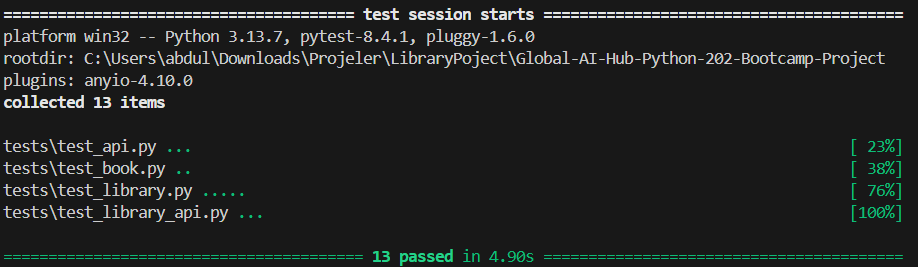 ===================================== test session starts ======================================
platform win32 -- Python 3.13.7, pytest-8.4.1, pluggy-1.6.0
rootdir: C:\Users\abdul\Downloads\Projeler\LibraryPoject\Global-AI-Hub-Python-202-Bootcamp-Project
plugins: anyio-4.10.0
collected 13 items
tests\test_api.py ... [ 23%]
tests\test_book.py .. [ 38%]
tests\test_library.py ..... [ 76%]
tests\test_library_api.py ... [100%]
====================================== 13 passed in 4.90s ======================================